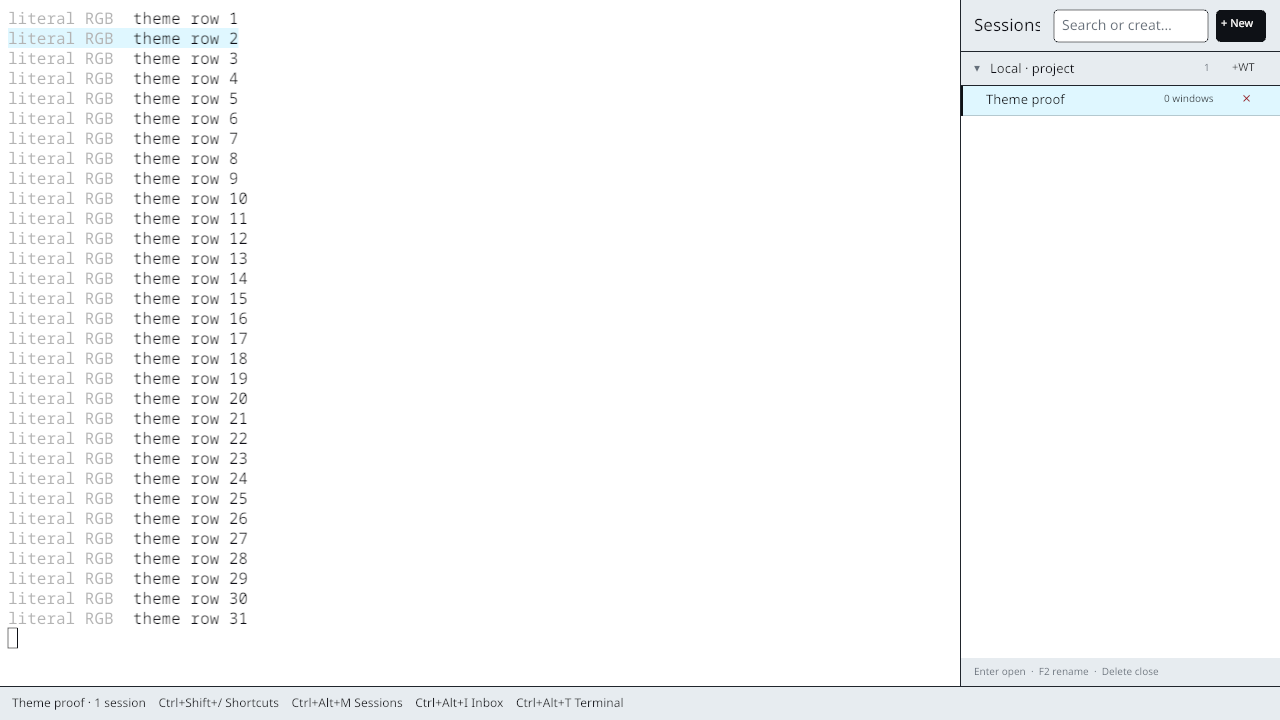 literal RGB  theme row 1
literal RGB  theme row 2
literal RGB  theme row 3
literal RGB  theme row 4
literal RGB  theme row 5
literal RGB  theme row 6
literal RGB  theme row 7
literal RGB  theme row 8
literal RGB  theme row 9
literal RGB  theme row 10
literal RGB  theme row 11
literal RGB  theme row 12
literal RGB  theme row 13
literal RGB  theme row 14
literal RGB  theme row 15
literal RGB  theme row 16
literal RGB  theme row 17
literal RGB  theme row 18
literal RGB  theme row 19
literal RGB  theme row 20
literal RGB  theme row 21
literal RGB  theme row 22
literal RGB  theme row 23
literal RGB  theme row 24
literal RGB  theme row 25
literal RGB  theme row 26
literal RGB  theme row 27
literal RGB  theme row 28
literal RGB  theme row 29
literal RGB  theme row 30
literal RGB  theme row 31
Sessions Search or creat... + New
▼ Local · project 1 +WT
Theme proof 0 windows ×
Enter open · F2 rename · Delete close
Theme proof · 1 session Ctrl+Shift+/ Shortcuts Ctrl+Alt+M Sessions Ctrl+Alt+I Inbox Ctrl+Alt+T Terminal